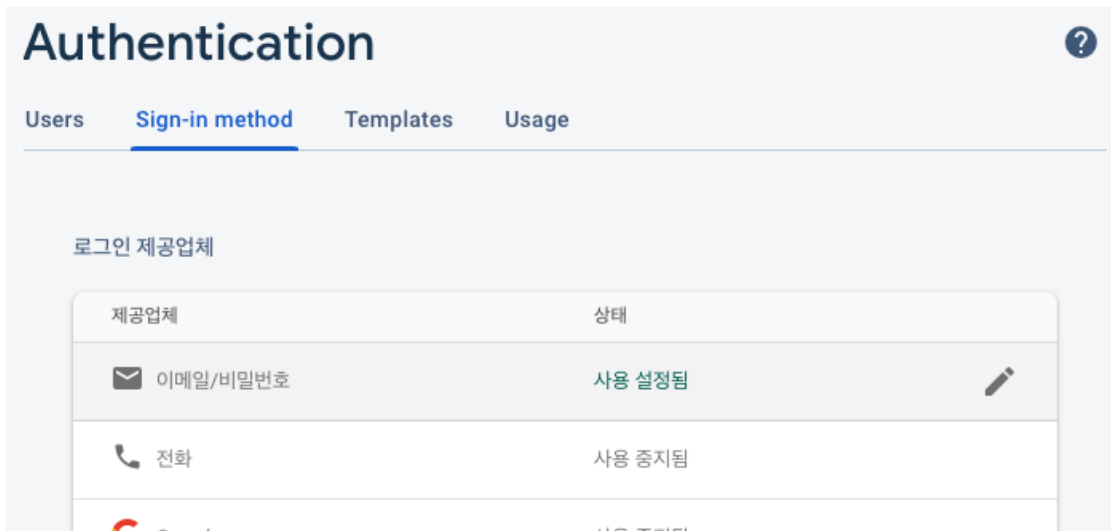 Authentication
Users Sign-in method Templates Usage
로그인 제공업체
제공업체 상태
이메일/비밀번호 사용 설정됨
전화 사용 중지됨